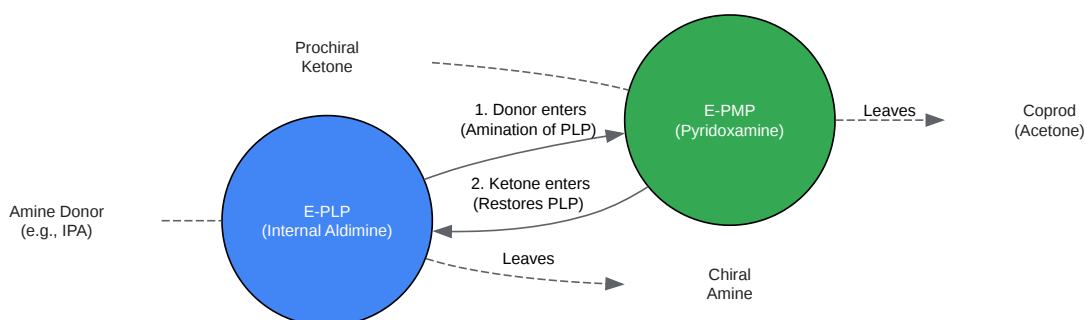 Prochiral
Ketone
1. Donor enters
(Amination of PLP)
E-PMP
(Pyridoxamine)
Leaves
Coprod
(Acetone)
2. Ketone enters
(Restores PLP)
Amine Donor
(e.g., IPA)
E-PLP
(Internal Aldimine)
Leaves
Chiral
Amine